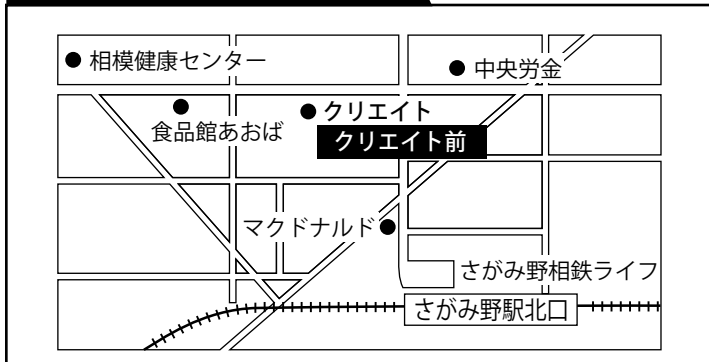 相模健康センター
中央労金
クリエイト
食品館あおば
クリエイト前
マクドナルド
さがみ野相鉄ライフ
さがみ野駅北口